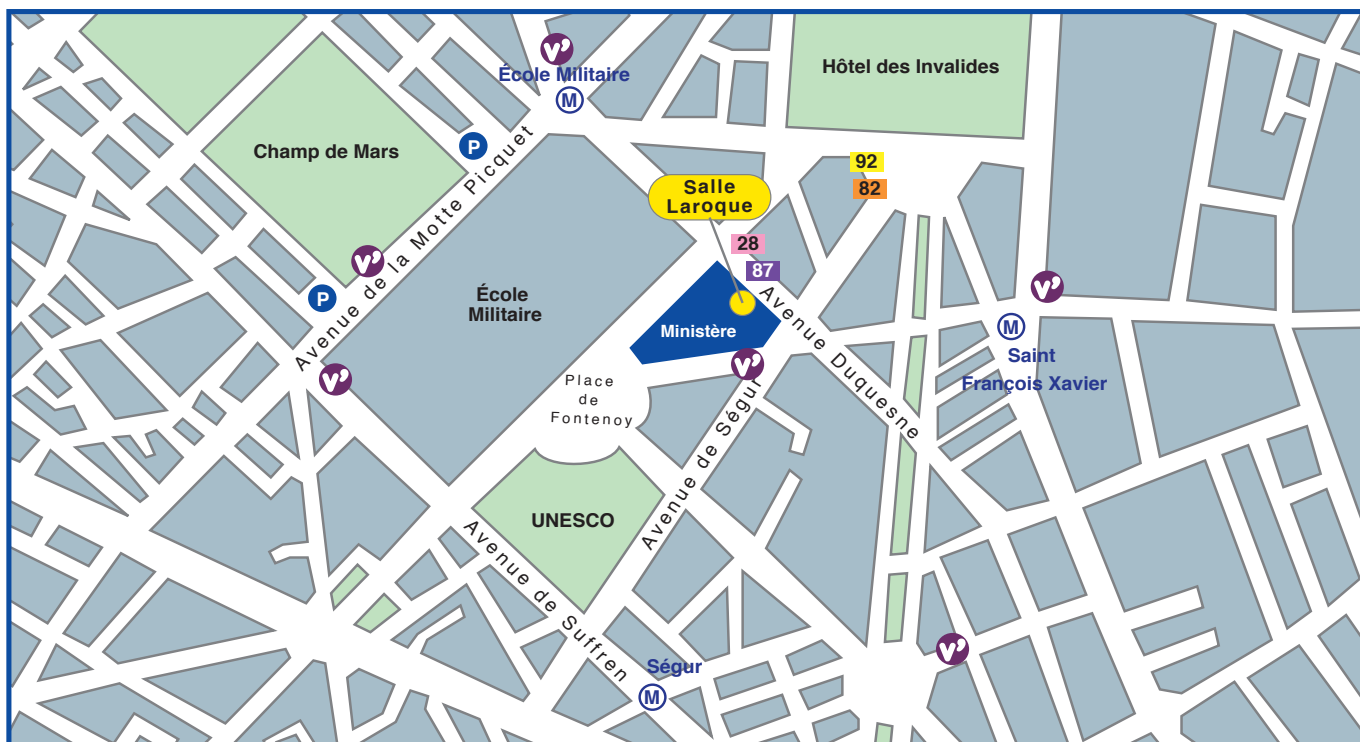 V'
École Militaire
M
Hôtel des Invalides
Champ de Mars
P
Avenue de la Motte Picquet
92
82
Salle
Laroque
28
87
V'
P
École
Militaire
Ministère
Avenue Duquesne
V'
M
Saint
François Xavier
V'
V'
Place
de
Fontenoy
Avenue de Ségur
UNESCO
Avenue de Suffren
Ségur
M
V'